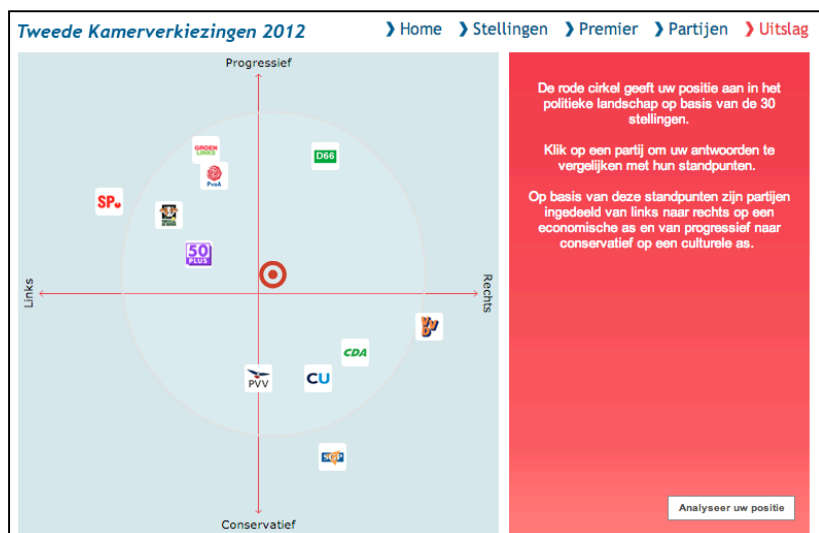 Tweede Kamerverkiezingen 2012
❯ Home ❯ Stellingen ❯ Premier ❯ Partijen ❯ Uitslag
Progressief
GROEN
LINKS
D66
PvdA
SP
50
PLUS
Links
Rechts
VVD
CDA
PVV
CU
SGP
Conservatief
De rode cirkel geeft uw positie aan in het
politieke landschap op basis van de 30
stellingen.
Klik op een partij om uw antwoorden te
vergelijken met hun standpunten.
Op basis van deze standpunten zijn partijen
ingedeeld van links naar rechts op een
economische as en van progressief naar
conservatief op een culturele as.
Analyseer uw positie